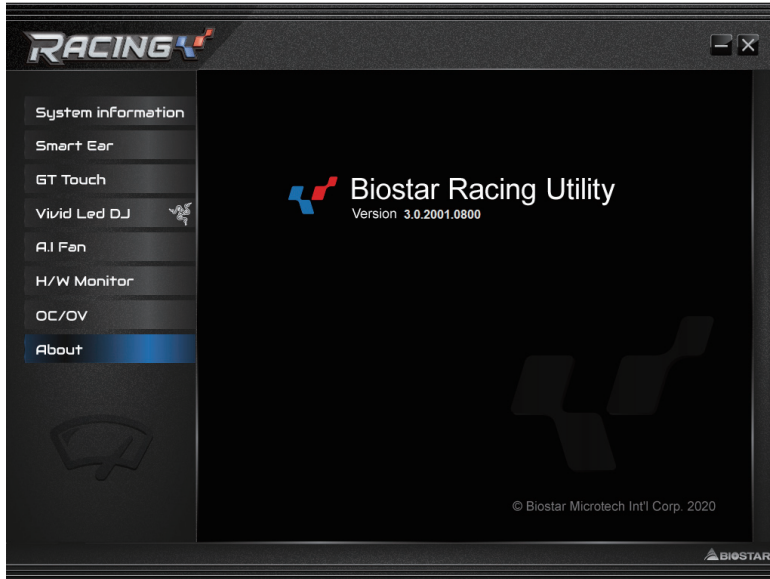 RACING
System information
Smart Ear
GT Touch
Vivid Led DJ
A.I Fan
H/W Monitor
OC/OV
About
Biostar Racing Utility
Version 3.0.2001.0800
© Biostar Microtech Int'l Corp. 2020
BIOSTAR